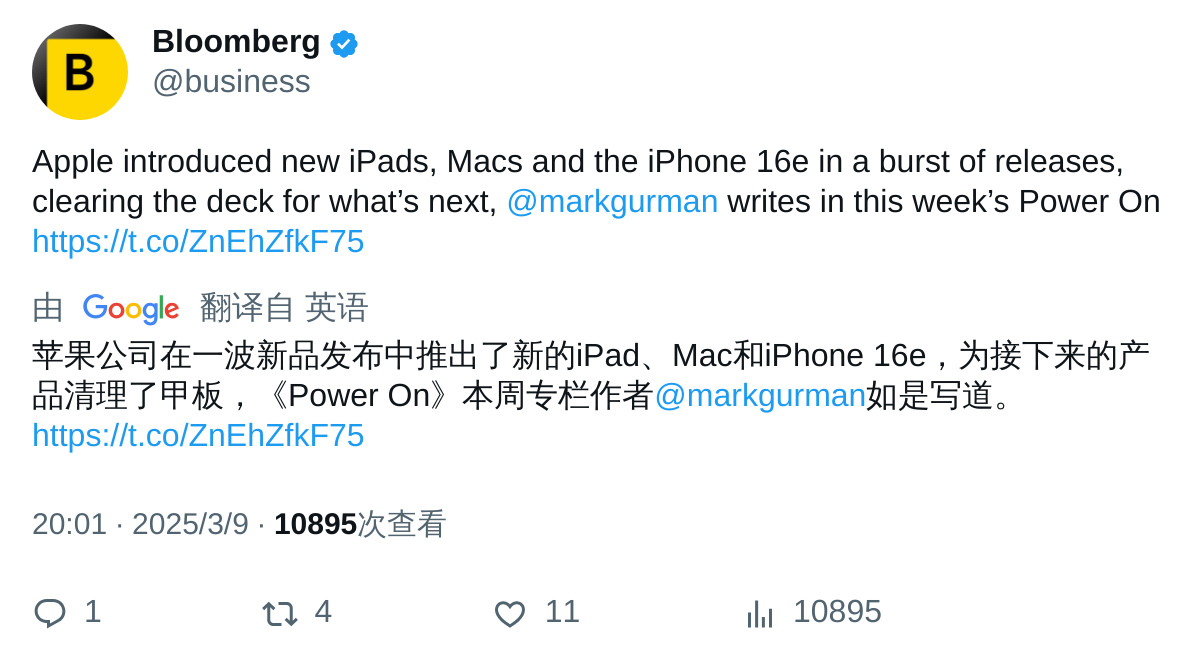 B
Bloomberg
@business
Apple introduced new iPads, Macs and the iPhone 16e in a burst of releases,
clearing the deck for what’s next, @markgurman writes in this week’s Power On
https://t.co/ZnEhZfkF75
由 Google 翻译自 英语
苹果公司在一波新品发布中推出了新的iPad、Mac和iPhone 16e，为接下来的产
品清理了甲板，《Power On》本周专栏作者@markgurman如是写道。
https://t.co/ZnEhZfkF75
20:01 · 2025/3/9 · 10895次查看
1 4 11 10895